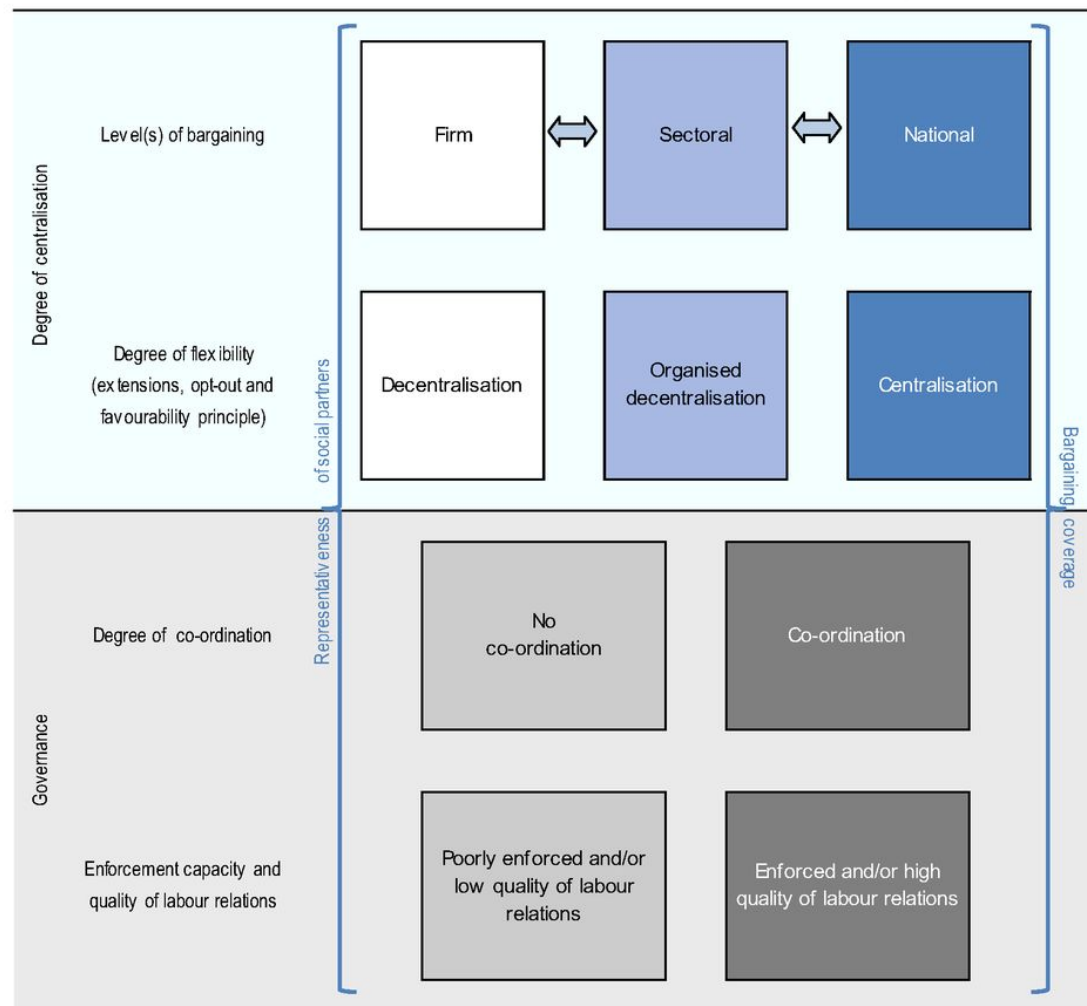 Degree of centralisation
Level(s) of bargaining
Firm
Sectoral
National
Degree of flexibility
(extensions, opt-out and
favourability principle)
Decentralisation
Organised
decentralisation
Centralisation
Representativeness of social partners
Bargaining coverage
Governance
Degree of co-ordination
No
co-ordination
Co-ordination
Enforcement capacity and
quality of labour relations
Poorly enforced and/or
low quality of labour
relations
Enforced and/or high
quality of labour relations